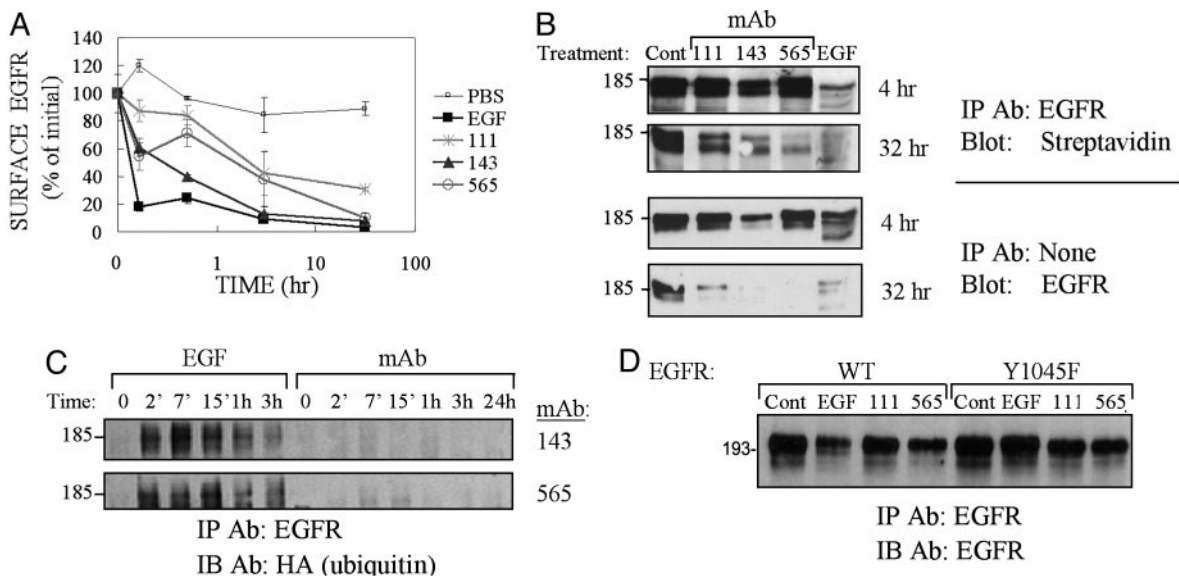 A
SURFACE EGFR
(% of initial)
140
120
100
80
60
40
20
0
0
1
10
100
TIME (hr)
PBS
EGF
111
143
565
B
mAb
Treatment: Cont 111 143 565 EGF
185
4 hr
185
32 hr
IP Ab: EGFR
Blot: Streptavidin
185
4 hr
185
32 hr
IP Ab: None
Blot: EGFR
C
EGF mAb
Time: 0 2' 7' 15' 1h 3h 0 2' 7' 15' 1h 3h 24h
mAb:
185
143
185
565
IP Ab: EGFR
IB Ab: HA (ubiquitin)
D
EGFR: WT Y1045F
Cont EGF 111 565 Cont EGF 111 565
193-
IP Ab: EGFR
IB Ab: EGFR